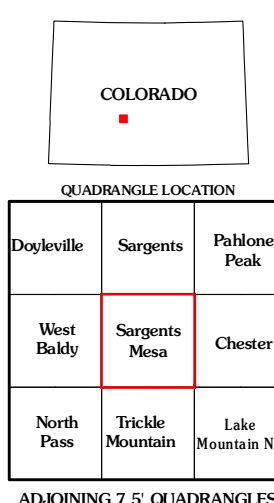 COLORADO
QUADRANGLE LOCATION
Doyleville Sargents Pahlone
Peak
West
Baldy Sargents
Mesa Chester
North
Pass Trickle
Mountain Lake
Mountain N
ADJOINING 7.5' QUADRANGLES